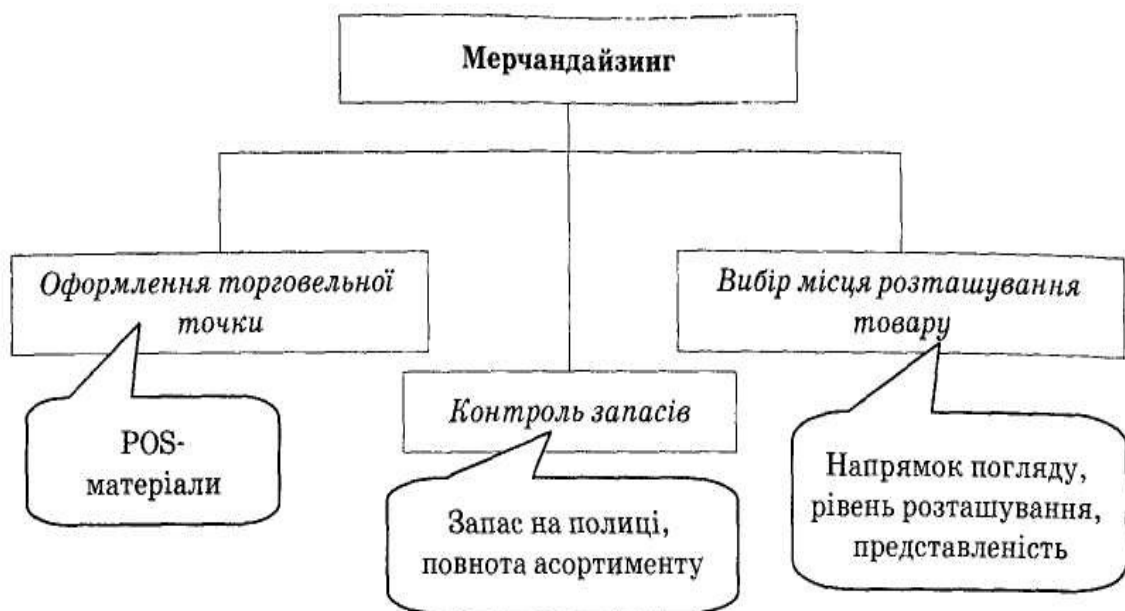 Мерчандайзинг
Оформлення торговельної
точки
Вибір місця розташування
товару
Контроль запасів
POS-
матеріали
Запас на полиці,
повнота асортименту
Напрямок погляду,
рівень розташування,
представленість